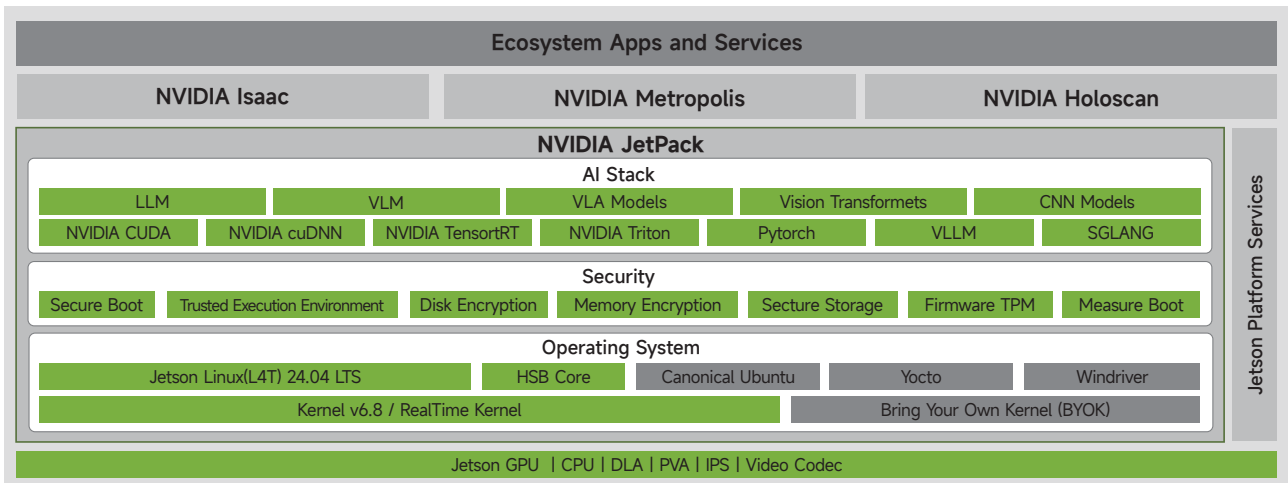 Ecosystem Apps and Services
NVIDIA Isaac
NVIDIA Metropolis
NVIDIA Holoscan
NVIDIA JetPack
AI Stack
LLM
VLM
VLA Models
Vision Transformets
CNN Models
NVIDIA CUDA
NVIDIA cuDNN
NVIDIA TensortRT
NVIDIA Triton
Pytorch
VLLM
SGLANG
Security
Secure Boot
Trusted Execution Environment
Disk Encryption
Memory Encryption
Secture Storage
Firmware TPM
Measure Boot
Operating System
Jetson Linux(L4T) 24.04 LTS
HSB Core
Canonical Ubuntu
Yocto
Windriver
Kernel v6.8 / RealTime Kernel
Bring Your Own Kernel (BYOK)
Jetson Platform Services
Jetson GPU | CPU | DLA | PVA | IPS | Video Codec